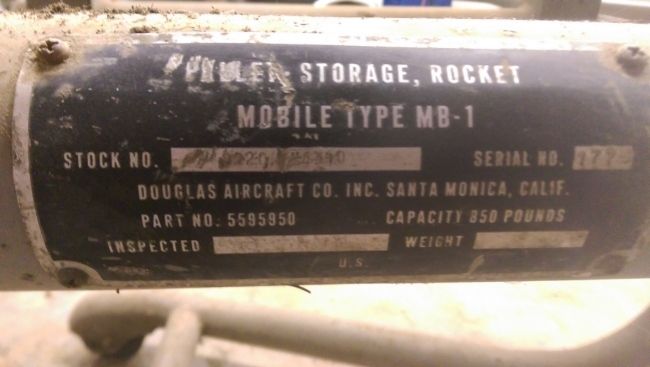 STORAGE, ROCKET
MOBILE TYPE MB-1
STOCK NO. SERIAL NO.
DOUGLAS AIRCRAFT CO. INC. SANTA MONICA, CALIF.
PART NO. 5595950 CAPACITY 850 POUNDS
INSPECTED WEIGHT
U.S.